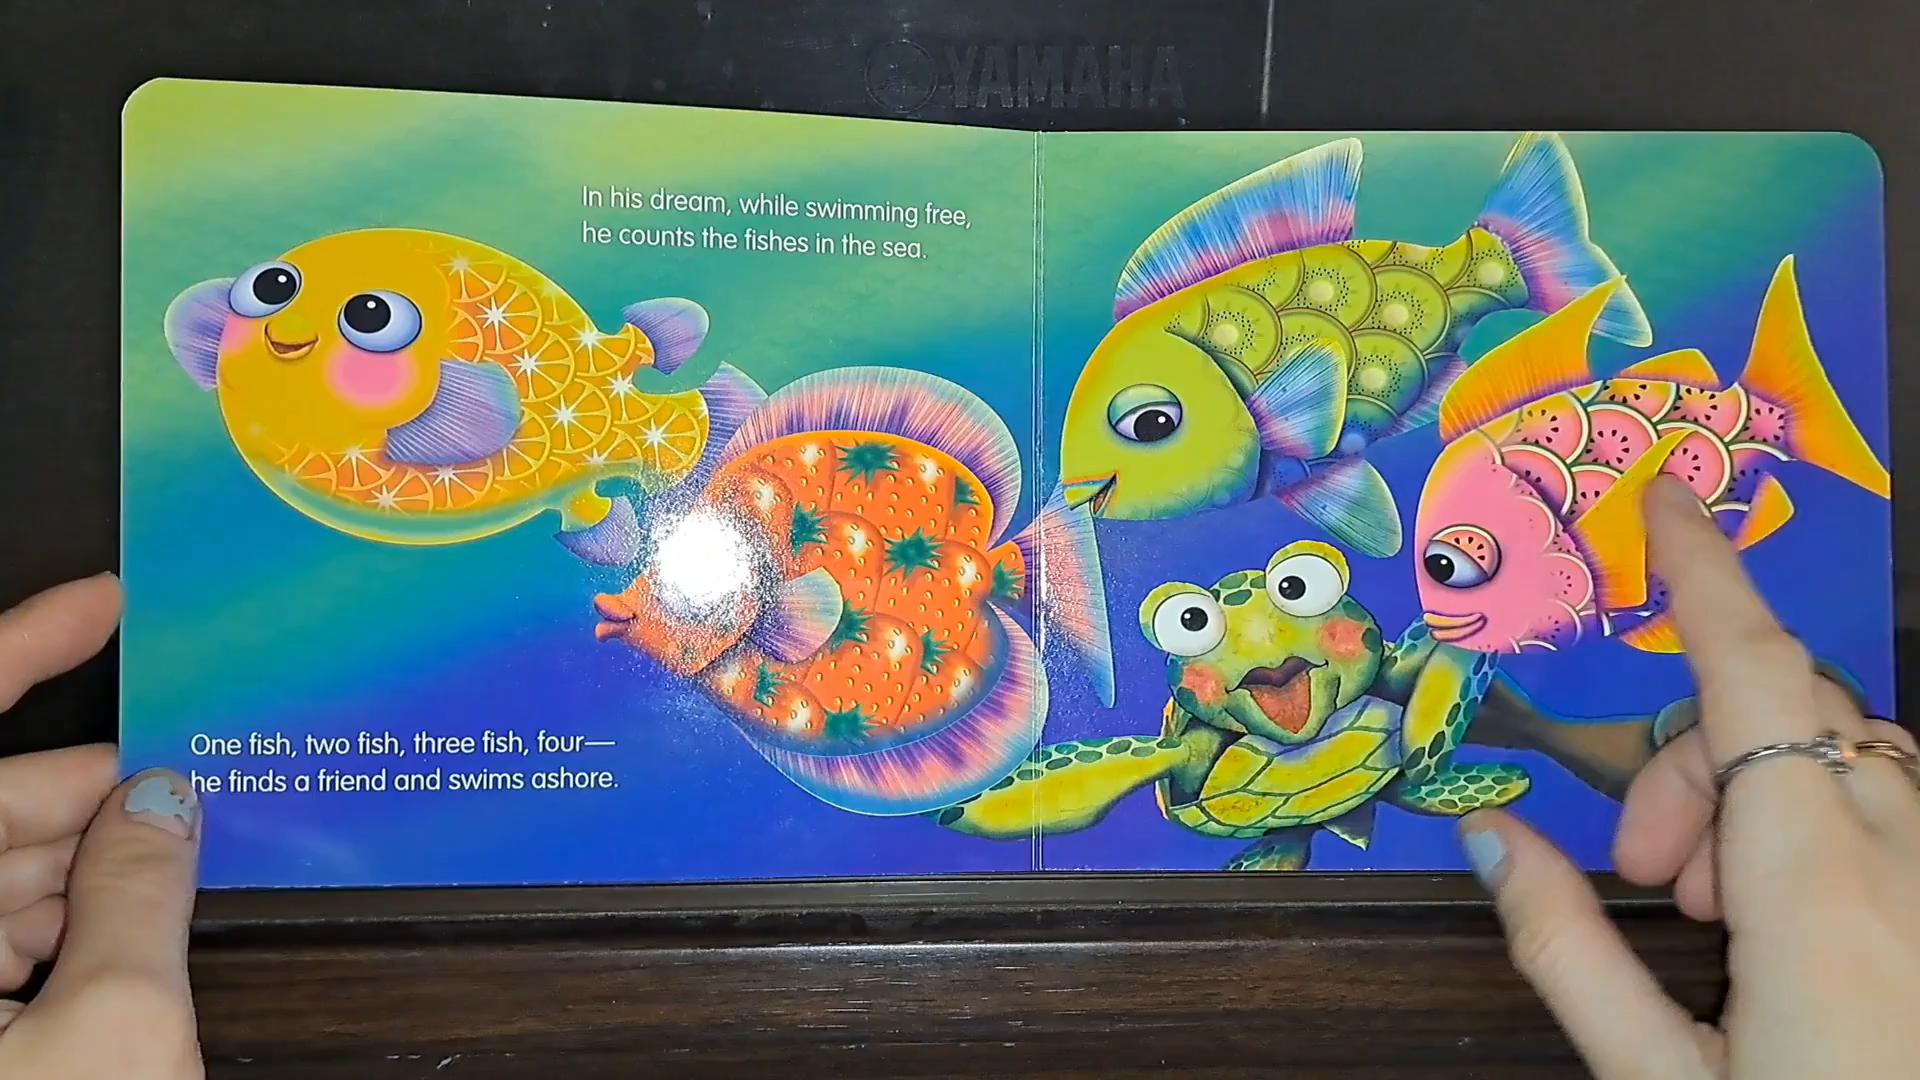 YAMAHA
In his dream, while swimming free,
he counts the fishes in the sea.
One fish, two fish, three fish, four—
he finds a friend and swims ashore.